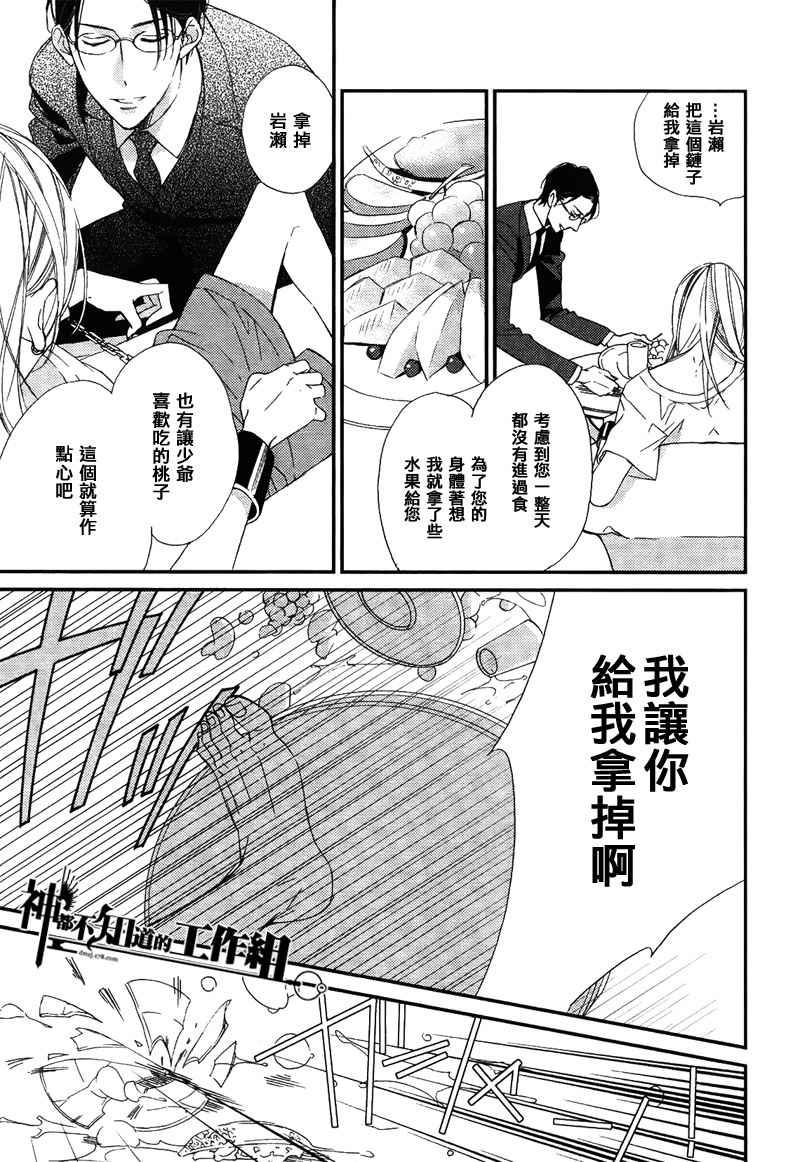 …岩瀨
把這個鏈子
給我拿掉
考慮到您一整天
都沒有進過食
為了您的
身體著想
我就拿了些
水果給您
拿掉
岩瀨
也有讓少爺
喜歡吃的桃子
這個就算作
點心吧
我讓你
給我拿掉啊
神都不知道的工作組
dmzj.178.com